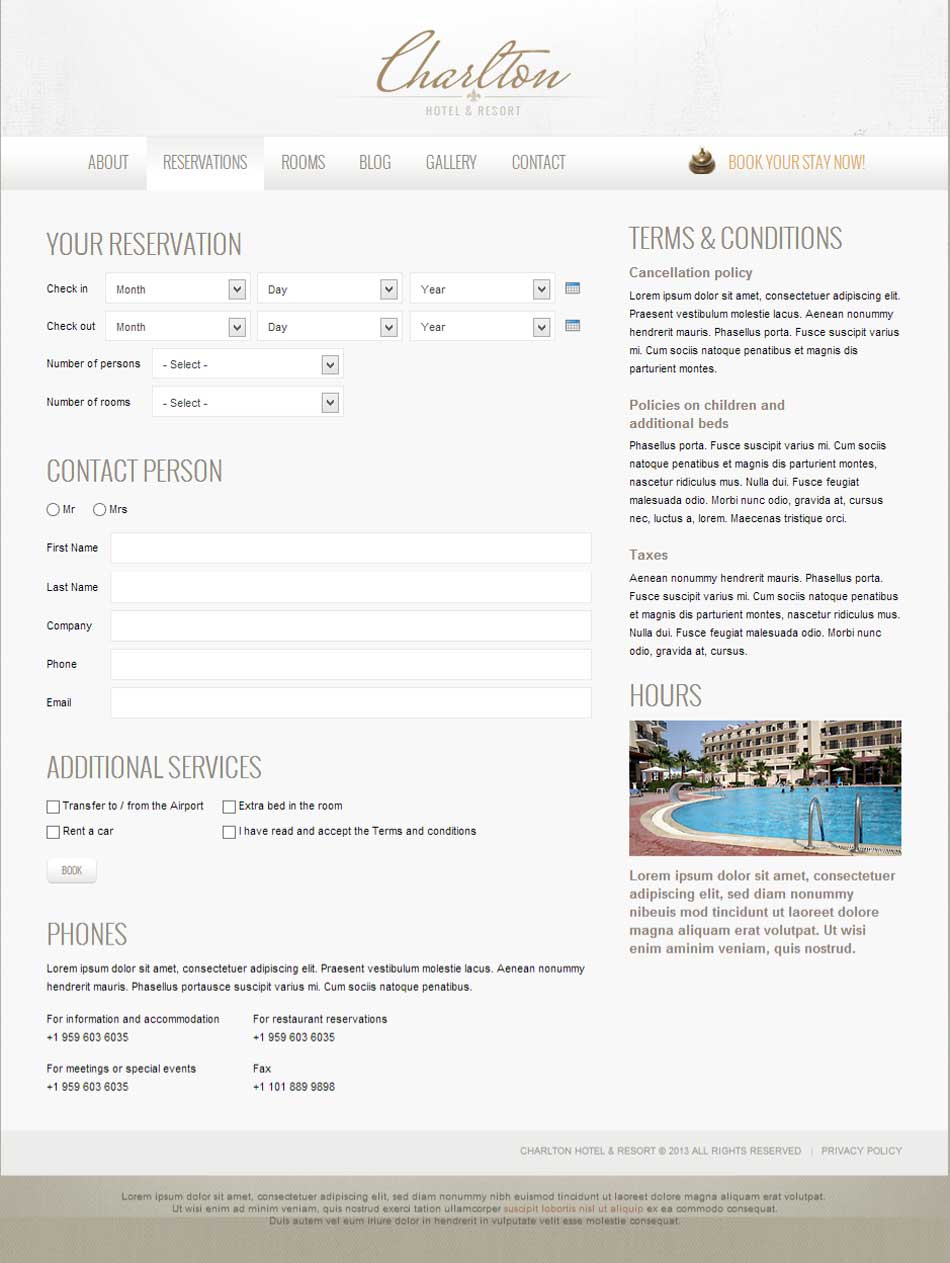 Charlton
HOTEL & RESORT
ABOUT
RESERVATIONS
ROOMS
BLOG
GALLERY
CONTACT
BOOK YOUR STAY NOW!
YOUR RESERVATION
Check in Month Day Year
Check out Month Day Year
Number of persons - Select -
Number of rooms - Select -
CONTACT PERSON
Mr Mrs
First Name
Last Name
Company
Phone
Email
ADDITIONAL SERVICES
Transfer to / from the Airport Extra bed in the room
Rent a car I have read and accept the Terms and conditions
BOOK
PHONES
Lorem ipsum dolor sit amet, consectetuer adipiscing elit. Praesent vestibulum molestie lacus. Aenean nonummy
hendrerit mauris. Phasellus portausce suscipit varius mi. Cum sociis natoque penatibus.
For information and accommodation
+1 959 603 6035
For restaurant reservations
+1 959 603 6035
For meetings or special events
+1 959 603 6035
Fax
+1 101 889 9898
TERMS & CONDITIONS
Cancellation policy
Lorem ipsum dolor sit amet, consectetuer adipiscing elit.
Praesent vestibulum molestie lacus. Aenean nonummy
hendrerit mauris. Phasellus porta. Fusce suscipit varius
mi. Cum sociis natoque penatibus et magnis dis
parturient montes.
Policies on children and
additional beds
Phasellus porta. Fusce suscipit varius mi. Cum sociis
natoque penatibus et magnis dis parturient montes,
nascetur ridiculus mus. Nulla dui. Fusce feugiat
malesuada odio. Morbi nunc odio, gravida at, cursus
nec, luctus a, lorem. Maecenas tristique orci.
Taxes
Aenean nonummy hendrerit mauris. Phasellus porta.
Fusce suscipit varius mi. Cum sociis natoque penatibus
et magnis dis parturient montes, nascetur ridiculus mus.
Nulla dui. Fusce feugiat malesuada odio. Morbi nunc
odio, gravida at, cursus.
HOURS
Lorem ipsum dolor sit amet, consectetuer
adipiscing elit, sed diam nonummy
nibeuis mod tincidunt ut laoreet dolore
magna aliquam erat volutpat. Ut wisi
enim aminim veniam, quis nostrud.
CHARLTON HOTEL & RESORT © 2013 ALL RIGHTS RESERVED | PRIVACY POLICY
Lorem ipsum dolor sit amet, consectetuer adipiscing elit, sed diam nonummy nibh euismod tincidunt ut laoreet dolore magna aliquam erat volutpat.
Ut wisi enim ad minim veniam, quis nostrud exerci tation ullamcorper suscipit lobortis nisl ut aliquip ex ea commodo consequat.
Duis autem vel eum iriure dolor in hendrerit in vulputate velit esse molestie consequat.